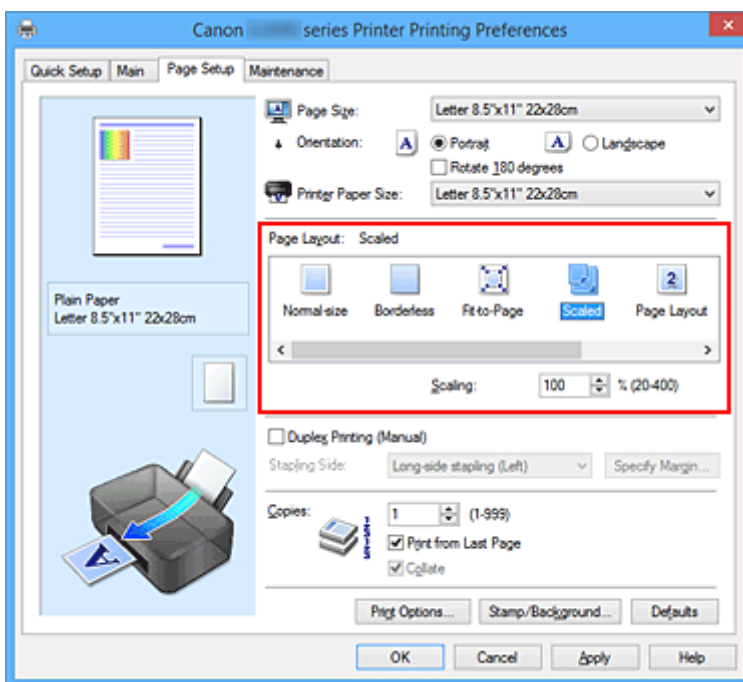 Canon series Printer Printing Preferences
Quick Setup Main Page Setup Maintenance
Page Size: Letter 8.5"x11" 22x28cm
Orientation: A Portrait A Landscape
Rotate 180 degrees
Printer Paper Size: Letter 8.5"x11" 22x28cm
Page Layout: Scaled
Normal-size Borderless Fit-to-Page Scaled 2 Page Layout
Scaling: 100 % (20-400)
Plain Paper
Letter 8.5"x11" 22x28cm
Duplex Printing (Manual)
Stapling Side: Long-side stapling (Left) Specify Margin...
Copies: 1 (1-999)
Print from Last Page
Collate
A
Print Options... Stamp/Background... Defaults
OK Cancel Apply Help